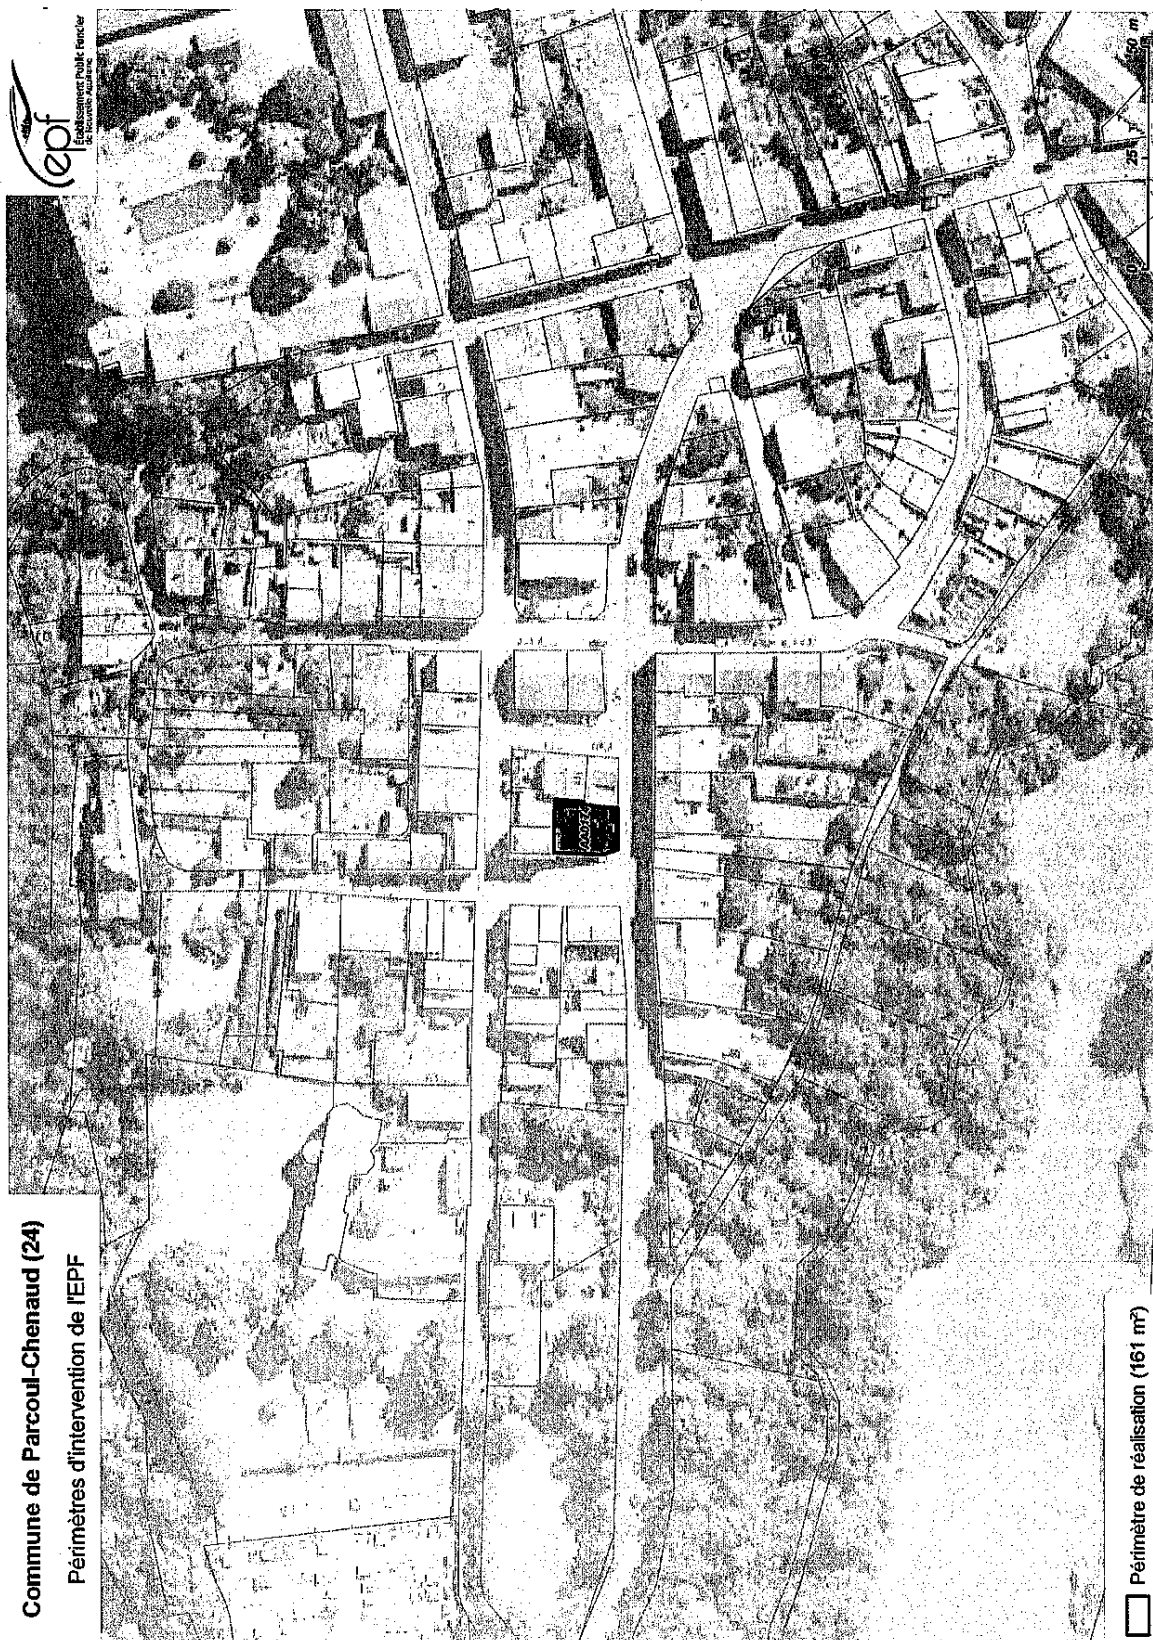 Commune de Parcoul-Chenaud (24)
Périmètres d'intervention de l'EPF
epf
Établissement Public Foncier
de Nouvelle-Aquitaine
Périmètre de réalisation (161 m²)
0 25 50 m